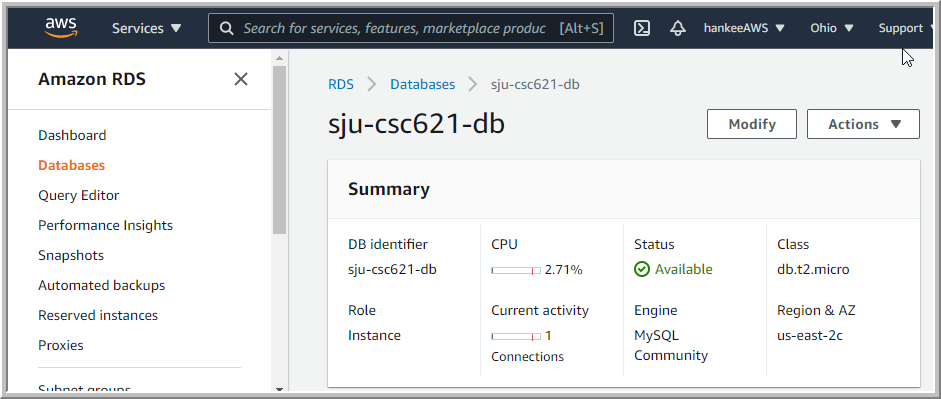 aws
Services ▼
Search for services, features, marketplace produc [Alt+S]
hankeeAWS ▼
Ohio ▼
Support
Amazon RDS
Dashboard
Databases
Query Editor
Performance Insights
Snapshots
Automated backups
Reserved instances
Proxies
Subnet groups
RDS > Databases > sju-csc621-db
sju-csc621-db
Modify
Actions ▼
Summary
DB identifier
sju-csc621-db
CPU
2.71%
Status
Available
Class
db.t2.micro
Role
Instance
Current activity
1
Connections
Engine
MySQL
Community
Region & AZ
us-east-2c